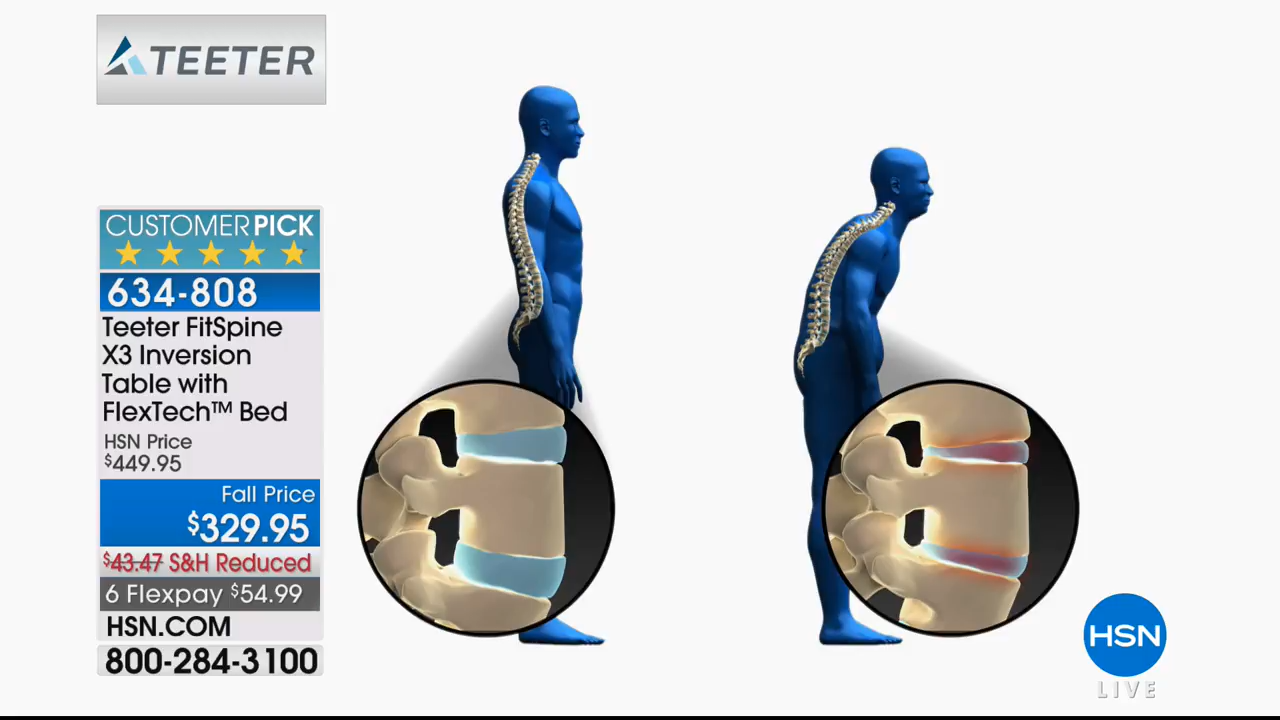 TEETER
CUSTOMER PICK
634-808
Teeter FitSpine
X3 Inversion
Table with
FlexTech™ Bed
HSN Price
$449.95
Fall Price
$329.95
$43.47 S&H Reduced
6 Flexpay $54.99
HSN.COM
800-284-3100
HSN
LIVE